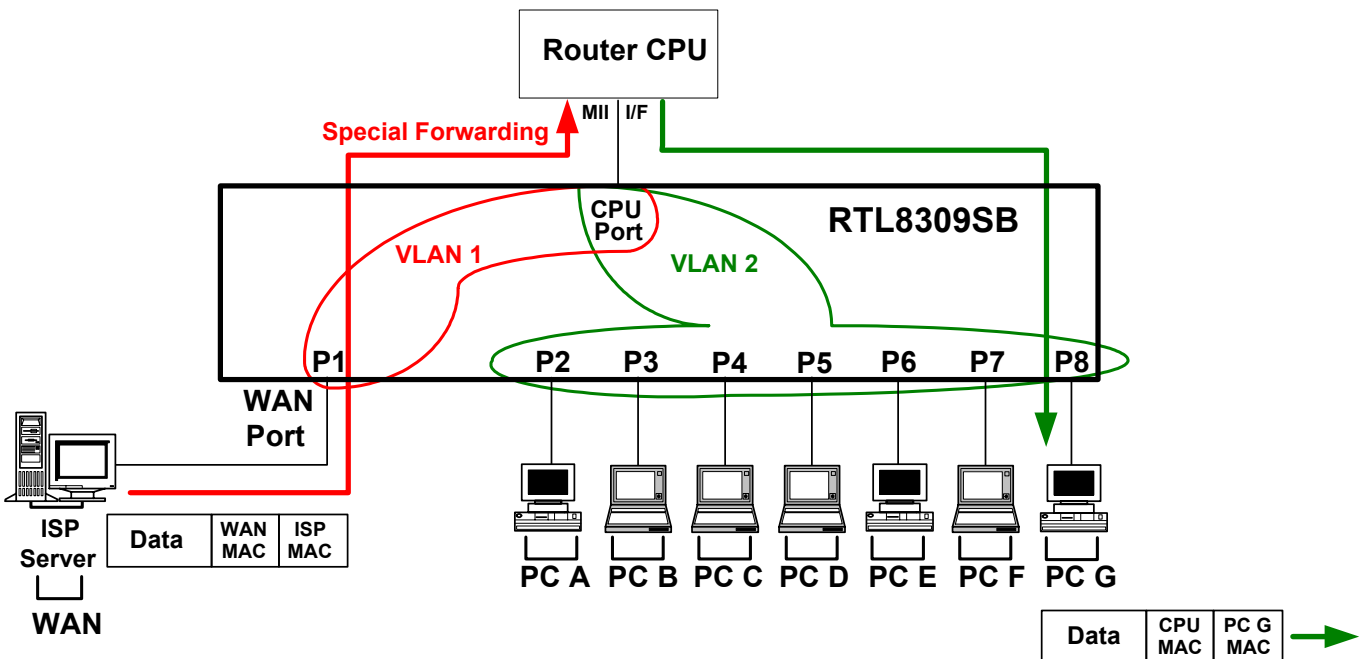 Router CPU
MII I/F
Special Forwarding
CPU
Port
RTL8309SB
VLAN 1
VLAN 2
P1 P2 P3 P4 P5 P6 P7 P8
WAN
Port
ISP
Server
WAN
Data
WAN
MAC
ISP
MAC
PC A PC B PC C PC D PC E PC F PC G
Data
CPU
MAC
PC G
MAC